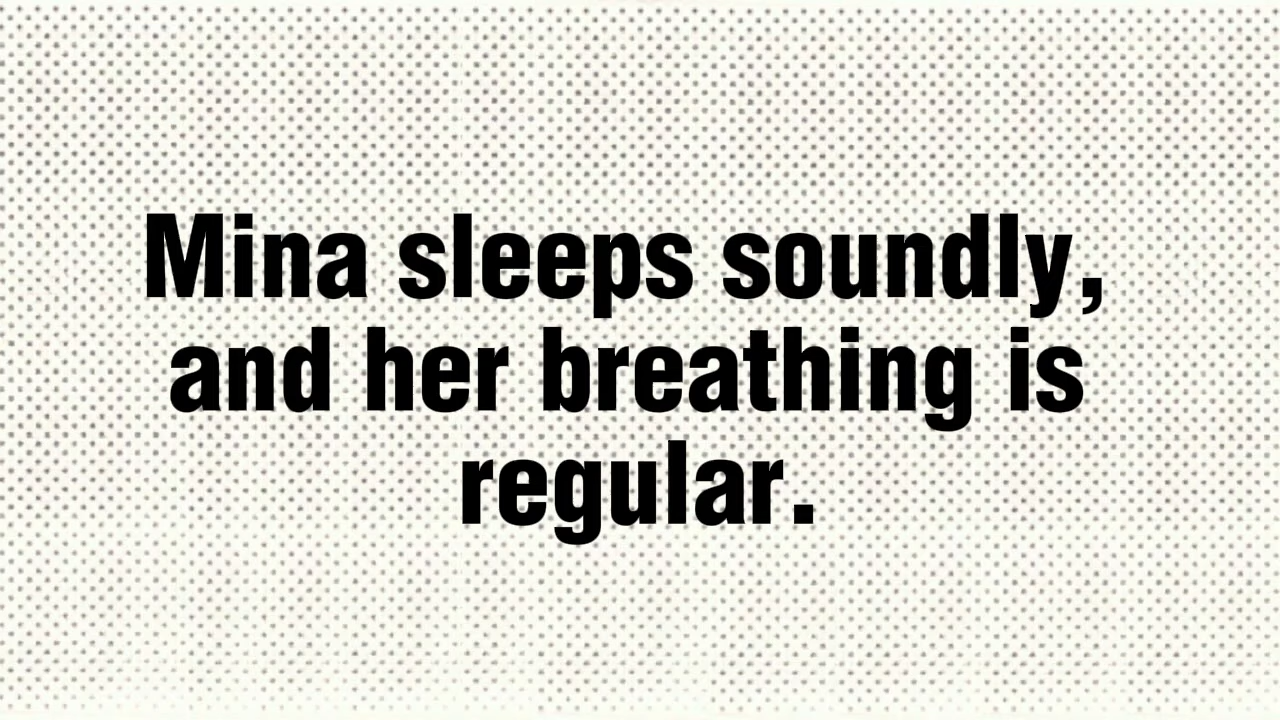 Mina sleeps soundly,
and her breathing is
regular.